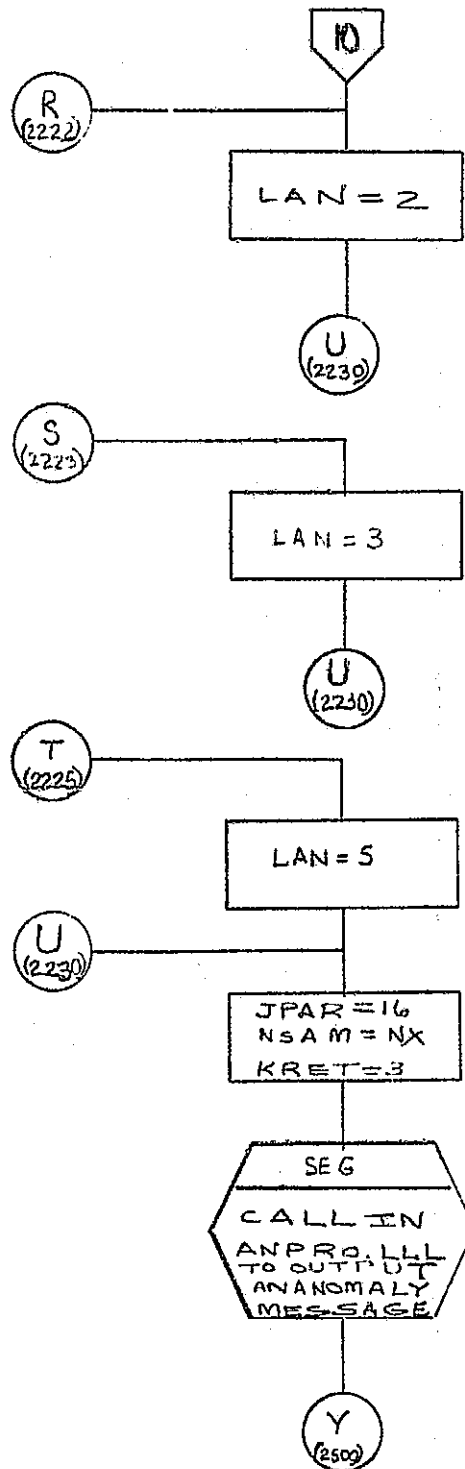 10
R
(2222)
LAN = 2
U
(2230)
S
(2223)
LAN = 3
U
(2230)
T
(2225)
LAN = 5
U
(2230)
JPAR = 16
NSAM = NX
KRET = 3
SEG
CALL IN
ANPRO. LLL
TO OUTPUT
AN ANOMALY
MESSAGE
Y
(2500)